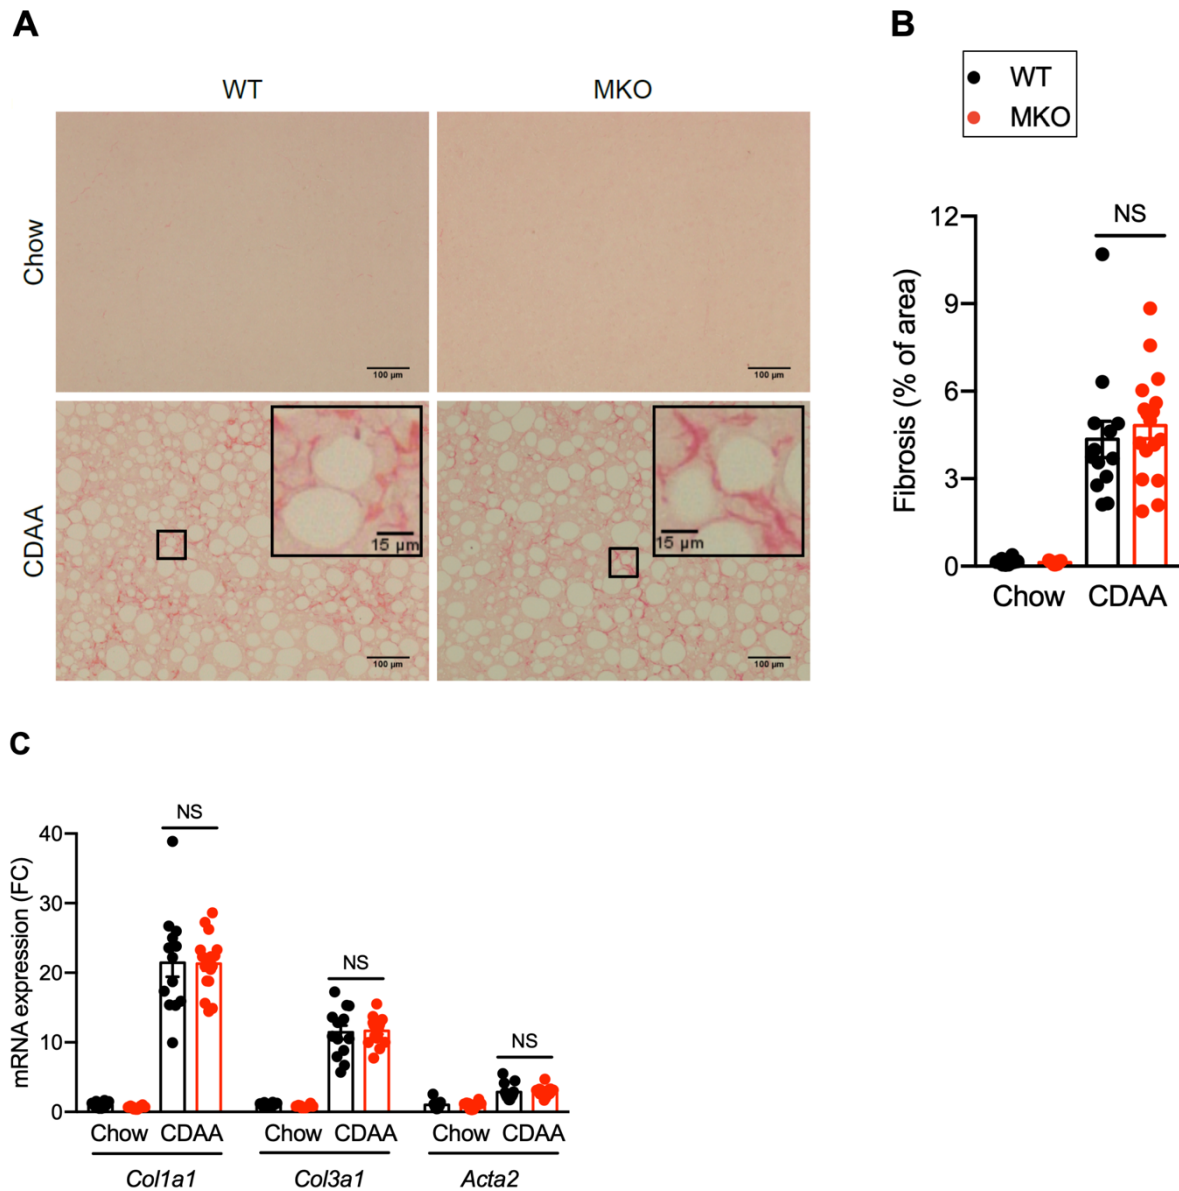 A
WT
MKO
Chow
100 µm
100 µm
CDAA
15 µm
15 µm
100 µm
100 µm
B
WT
MKO
NS
Fibrosis (% of area)
12
9
6
3
0
Chow
CDAA
C
mRNA expression (FC)
40
30
20
10
0
NS
NS
NS
Chow CDAA Chow CDAA Chow CDAA
Col1a1 Col3a1 Acta2